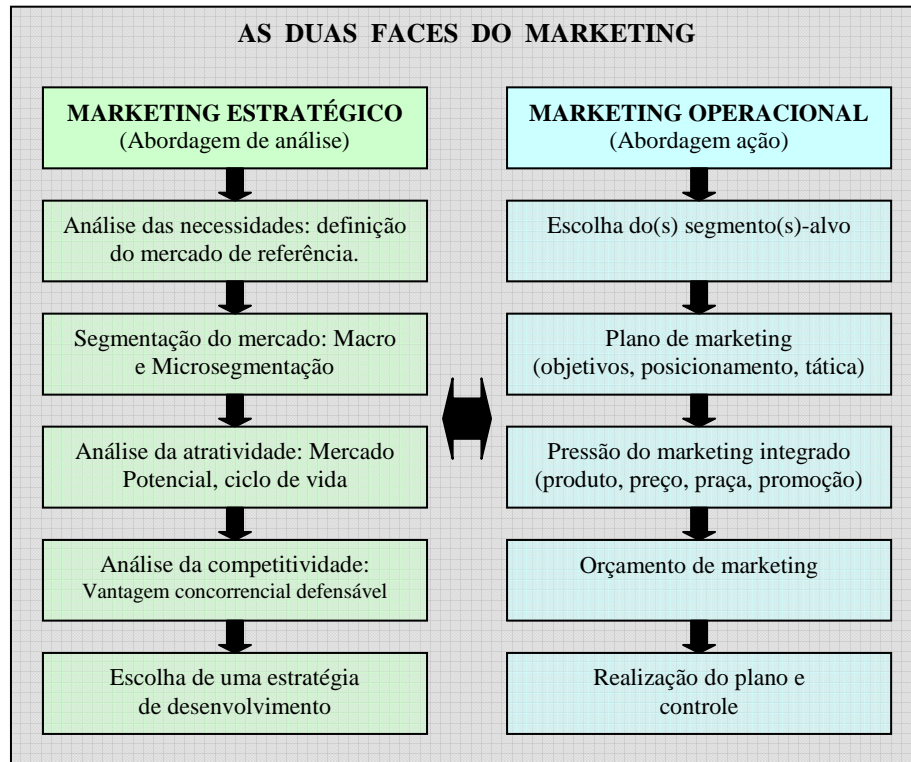 AS DUAS FACES DO MARKETING
MARKETING ESTRATÉGICO
(Abordagem de análise)
Análise das necessidades: definição
do mercado de referência.
Segmentação do mercado: Macro
e Microsegmentação
Análise da atratividade: Mercado
Potencial, ciclo de vida
Análise da competitividade:
Vantagem concorrencial defensável
Escolha de uma estratégia
de desenvolvimento
MARKETING OPERACIONAL
(Abordagem ação)
Escolha do(s) segmento(s)-alvo
Plano de marketing
(objetivos, posicionamento, tática)
Pressão do marketing integrado
(produto, preço, praça, promoção)
Orçamento de marketing
Realização do plano e
controle